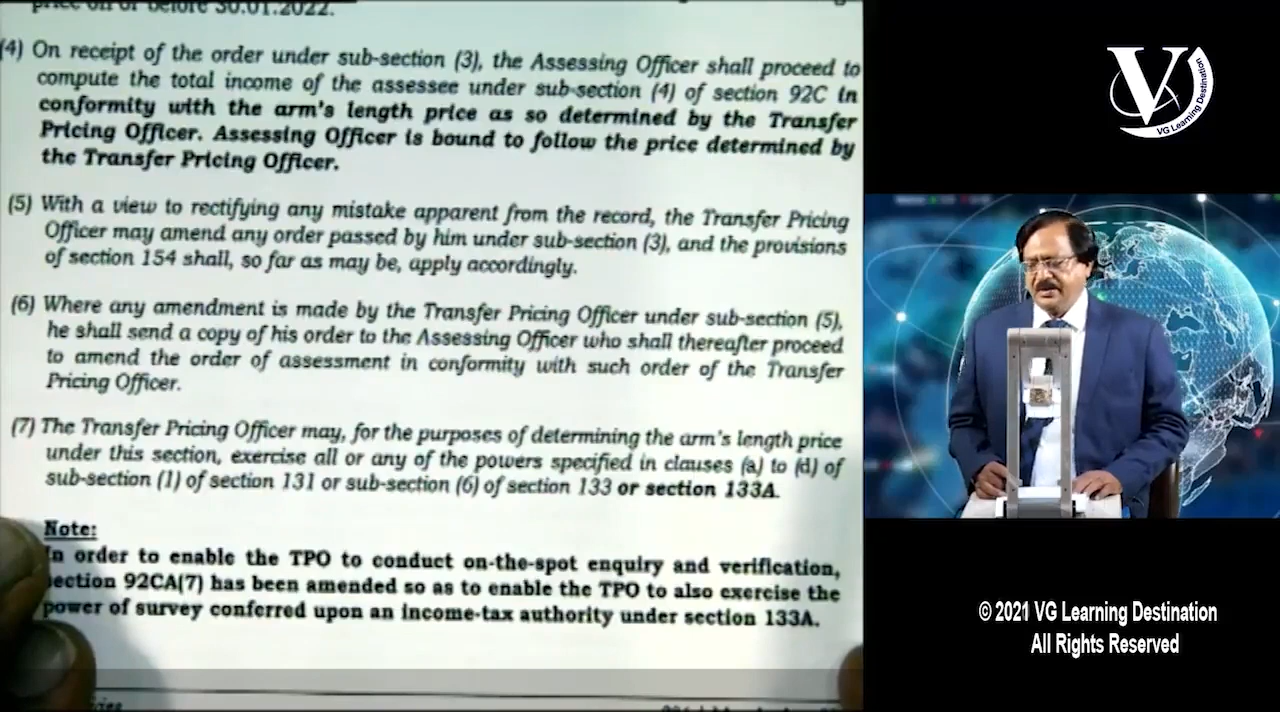 price on or before 30.01.2022.
(4) On receipt of the order under sub-section (3), the Assessing Officer shall proceed to
compute the total income of the assessee under sub-section (4) of section 92C in
conformity with the arm's length price as so determined by the Transfer
Pricing Officer. Assessing Officer is bound to follow the price determined by
the Transfer Pricing Officer.
(5) With a view to rectifying any mistake apparent from the record, the Transfer Pricing
Officer may amend any order passed by him under sub-section (3), and the provisions
of section 154 shall, so far as may be, apply accordingly.
(6) Where any amendment is made by the Transfer Pricing Officer under sub-section (5),
he shall send a copy of his order to the Assessing Officer who shall thereafter proceed
to amend the order of assessment in conformity with such order of the Transfer
Pricing Officer.
(7) The Transfer Pricing Officer may, for the purposes of determining the arm's length price
under this section, exercise all or any of the powers specified in clauses (a) to (d) of
sub-section (1) of section 131 or sub-section (6) of section 133 or section 133A.
Note:
In order to enable the TPO to conduct on-the-spot enquiry and verification,
section 92CA(7) has been amended so as to enable the TPO to also exercise the
power of survey conferred upon an income-tax authority under section 133A.
V
VG Learning Destination
© 2021 VG Learning Destination
All Rights Reserved